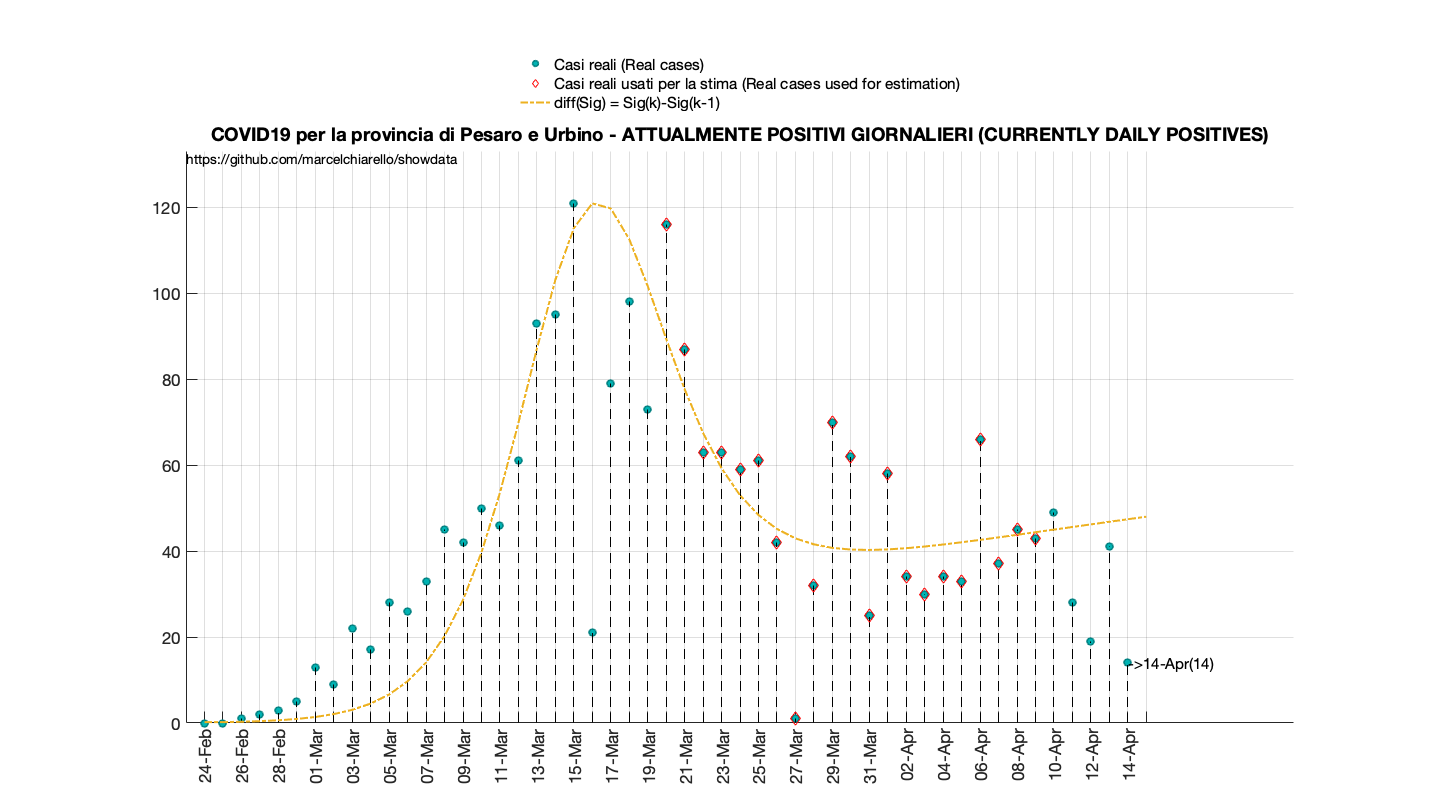 Casi reali (Real cases)
Casi reali usati per la stima (Real cases used for estimation)
diff(Sig) = Sig(k)-Sig(k-1)
COVID19 per la provincia di Pesaro e Urbino - ATTUALMENTE POSITIVI GIORNALIERI (CURRENTLY DAILY POSITIVES)
https://github.com/marcelchiarello/showdata
120
100
80
60
40
20
0
>14-Apr(14)
24-Feb
26-Feb
28-Feb
01-Mar
03-Mar
05-Mar
07-Mar
09-Mar
11-Mar
13-Mar
15-Mar
17-Mar
19-Mar
21-Mar
23-Mar
25-Mar
27-Mar
29-Mar
31-Mar
02-Apr
04-Apr
06-Apr
08-Apr
10-Apr
12-Apr
14-Apr